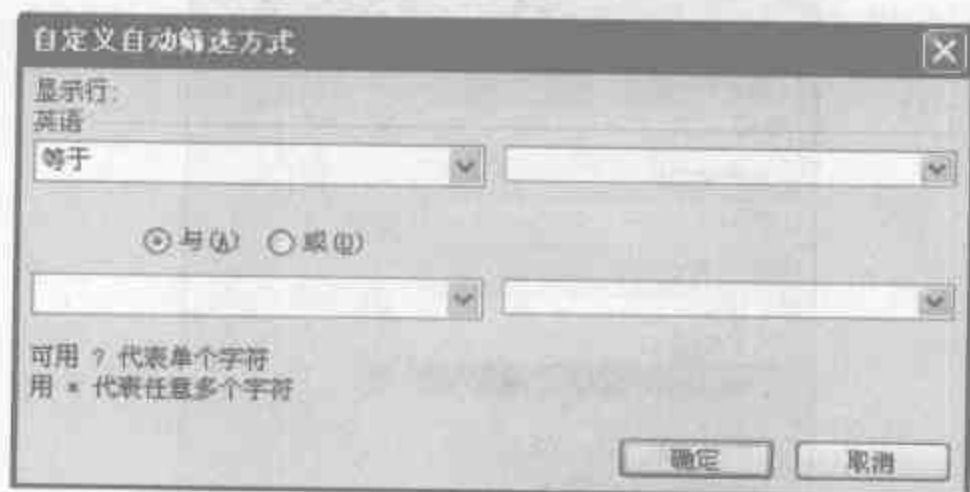 自定义自动筛选方式
显示行:
英语
等于
与(A) 或(O)
可用 ? 代表单个字符
用 * 代表任意多个字符
确定 取消